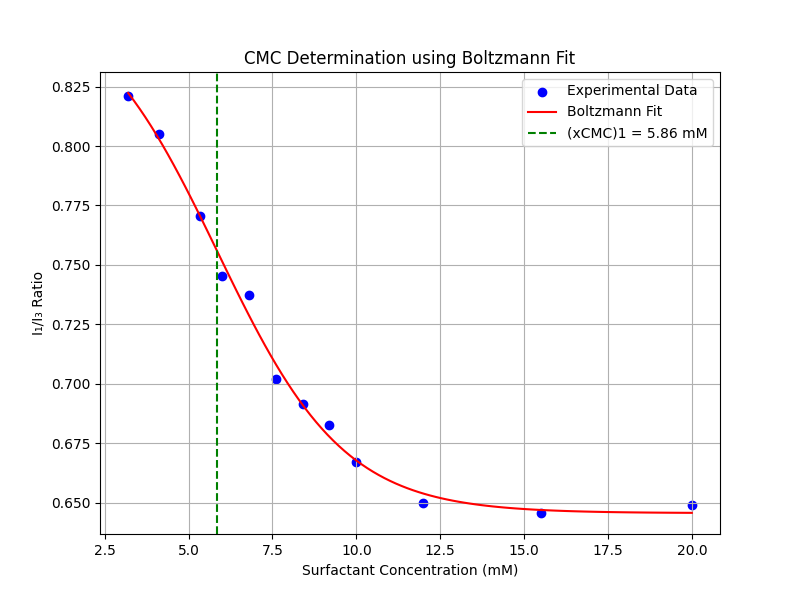 CMC Determination using Boltzmann Fit
Experimental Data
Boltzmann Fit
(xCMC)1 = 5.86 mM
I₁/I₃ Ratio
0.825
0.800
0.775
0.750
0.725
0.700
0.675
0.650
2.5 5.0 7.5 10.0 12.5 15.0 17.5 20.0
Surfactant Concentration (mM)